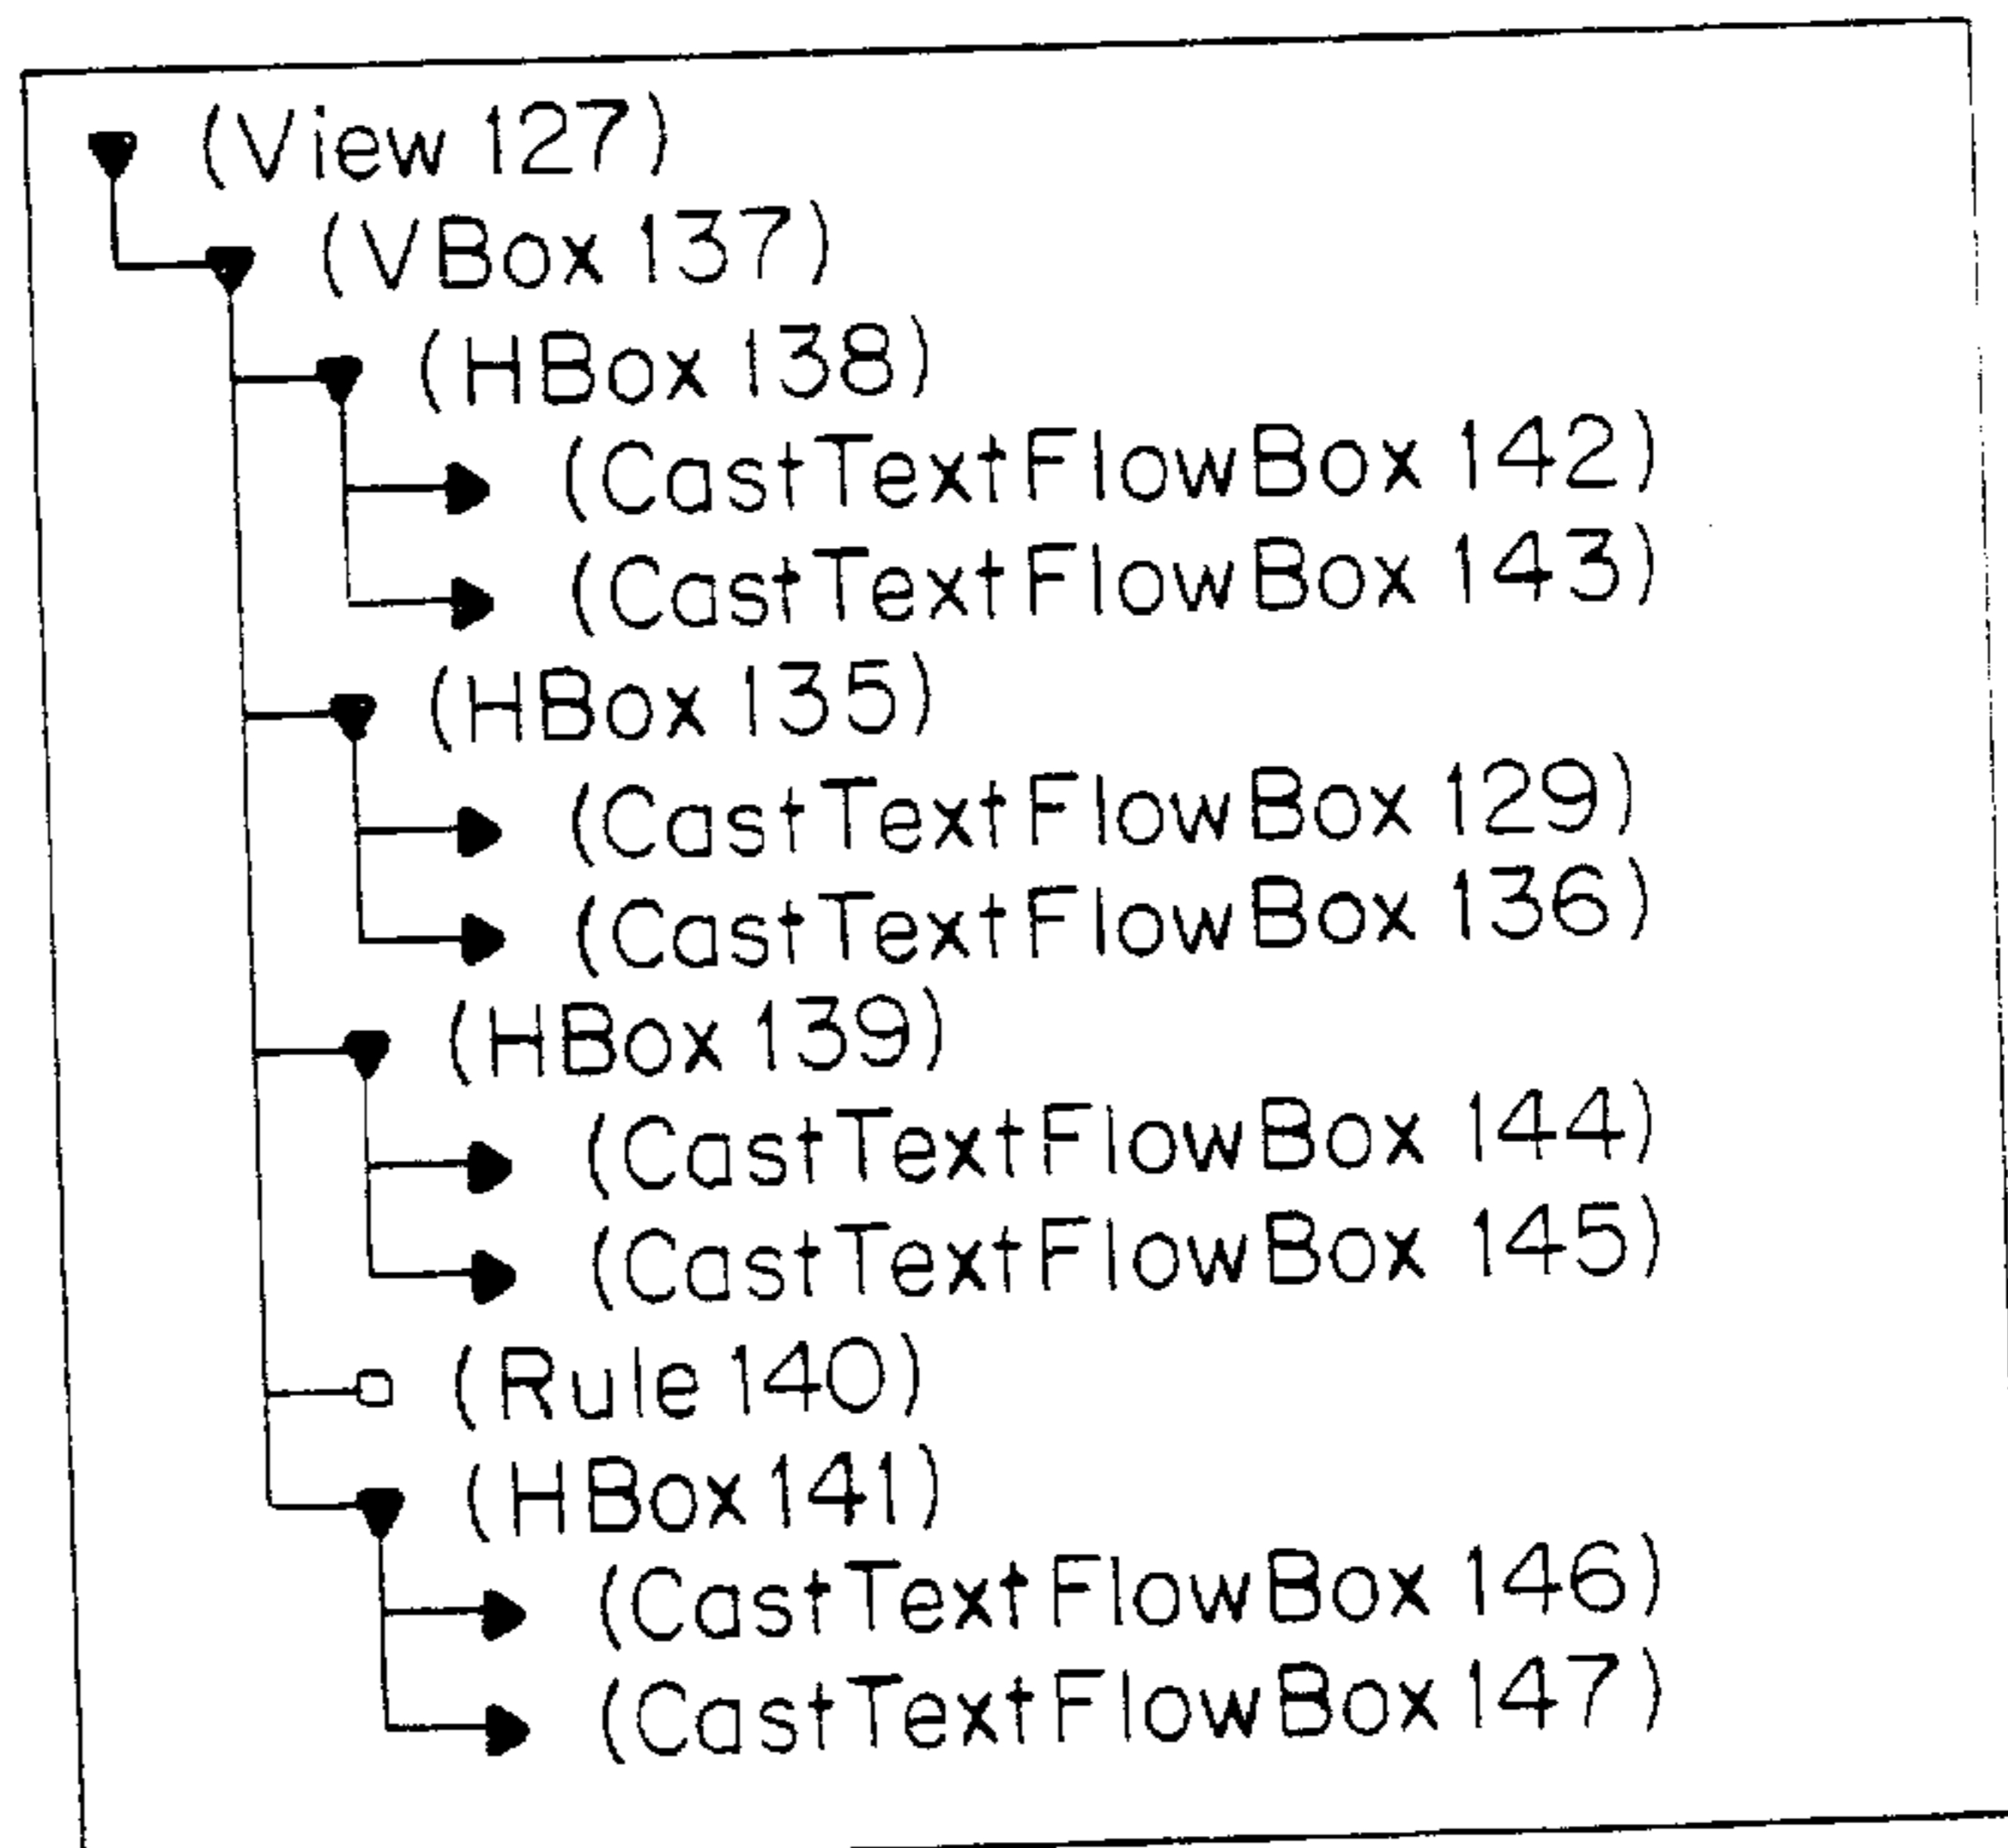 (View 127)
(VBox 137)
(HBox 138)
(CastTextFlowBox 142)
(CastTextFlowBox 143)
(HBox 135)
(CastTextFlowBox 129)
(CastTextFlowBox 136)
(HBox 139)
(CastTextFlowBox 144)
(CastTextFlowBox 145)
(Rule 140)
(HBox 141)
(CastTextFlowBox 146)
(CastTextFlowBox 147)